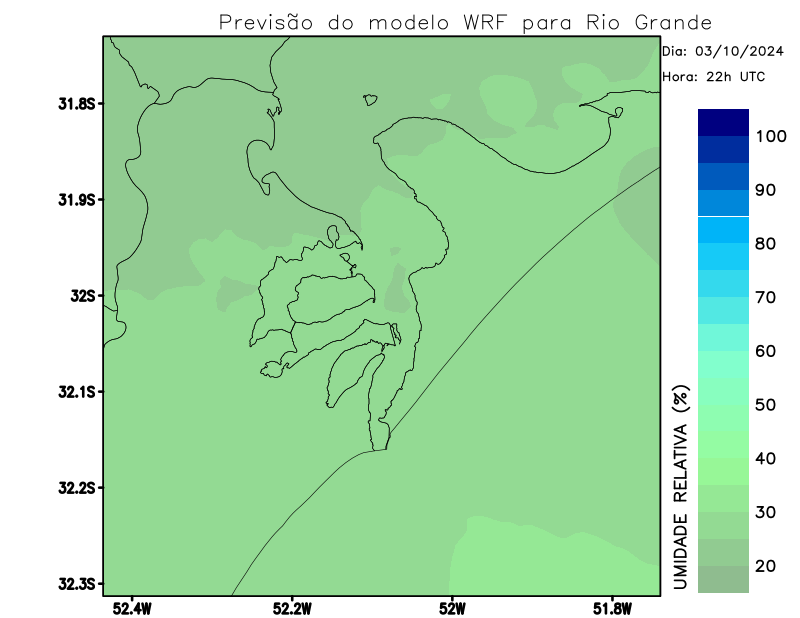 Previsão do modelo WRF para Rio Grande
Dia: 03/10/2024
Hora: 22h UTC
31.8S
31.9S
32S
32.1S
32.2S
32.3S
52.4W
52.2W
52W
51.8W
UMIDADE RELATIVA (%)
100
90
80
70
60
50
40
30
20